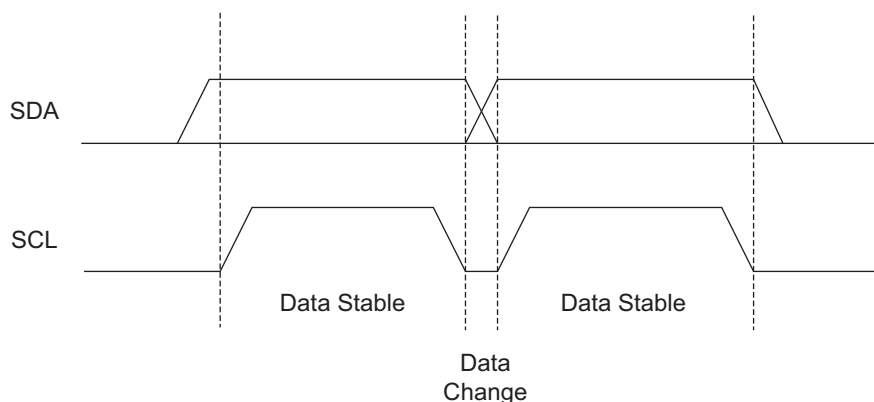 SDA
SCL
Data Stable
Data Stable
Data
Change